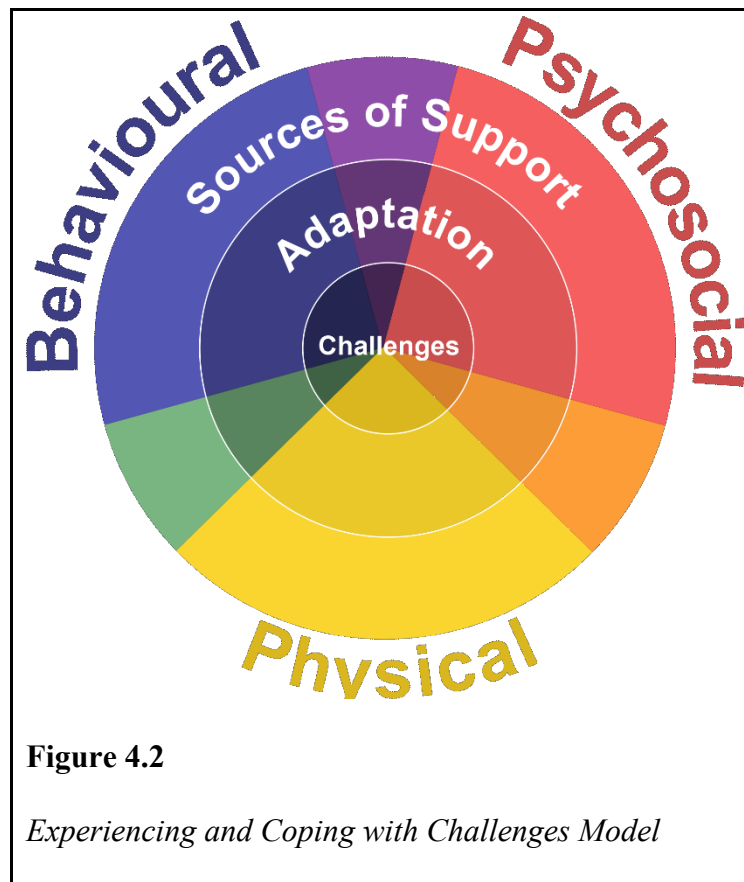 Behavioural
Psychosocial
Sources of Support
Adaptation
Challenges
Physical
Figure 4.2
Experiencing and Coping with Challenges Model